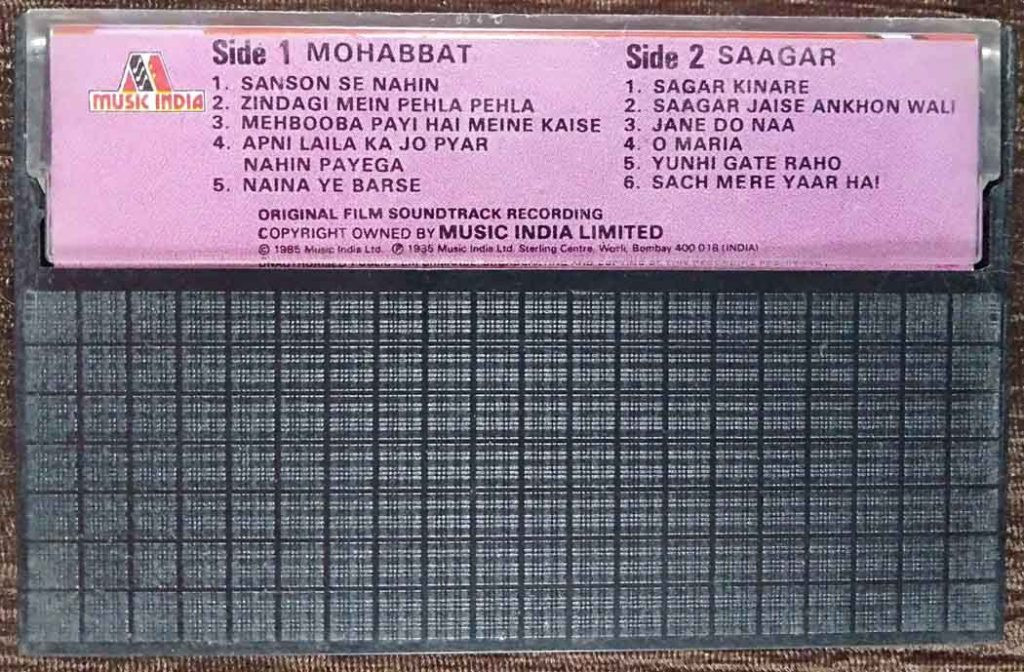 MUSIC INDIA
Side 1 MOHABBAT
1. SANSON SE NAHIN
2. ZINDAGI MEIN PEHLA PEHLA
3. MEHBOOBA PAYI HAI MEINE KAISE
4. APNI LAILA KA JO PYAR
NAHIN PAYEGA
5. NAINA YE BARSE
Side 2 SAAGAR
1. SAGAR KINARE
2. SAAGAR JAISE ANKHON WALI
3. JANE DO NAA
4. O MARIA
5. YUNHI GATE RAHO
6. SACH MERE YAAR HAI
ORIGINAL FILM SOUNDTRACK RECORDING
COPYRIGHT OWNED BY MUSIC INDIA LIMITED
© 1985 Music India Ltd. ℗ 1985 Music India Ltd. Sterling Centre, Worli, Bombay 400 018 (INDIA)